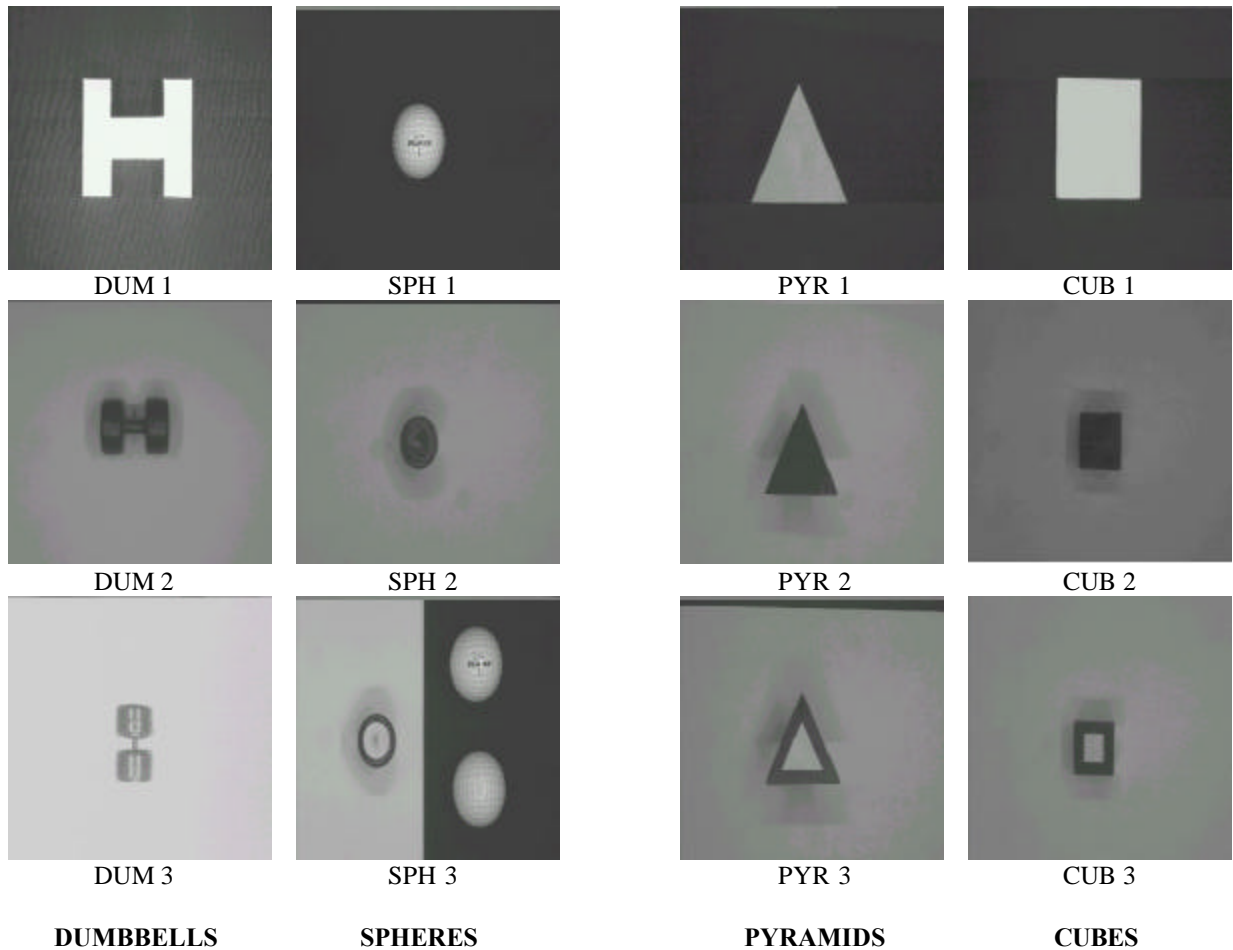 DUM 1 SPH 1 PYR 1 CUB 1
DUM 2 SPH 2 PYR 2 CUB 2
DUM 3 SPH 3 PYR 3 CUB 3
DUMBBELLS SPHERES PYRAMIDS CUBES